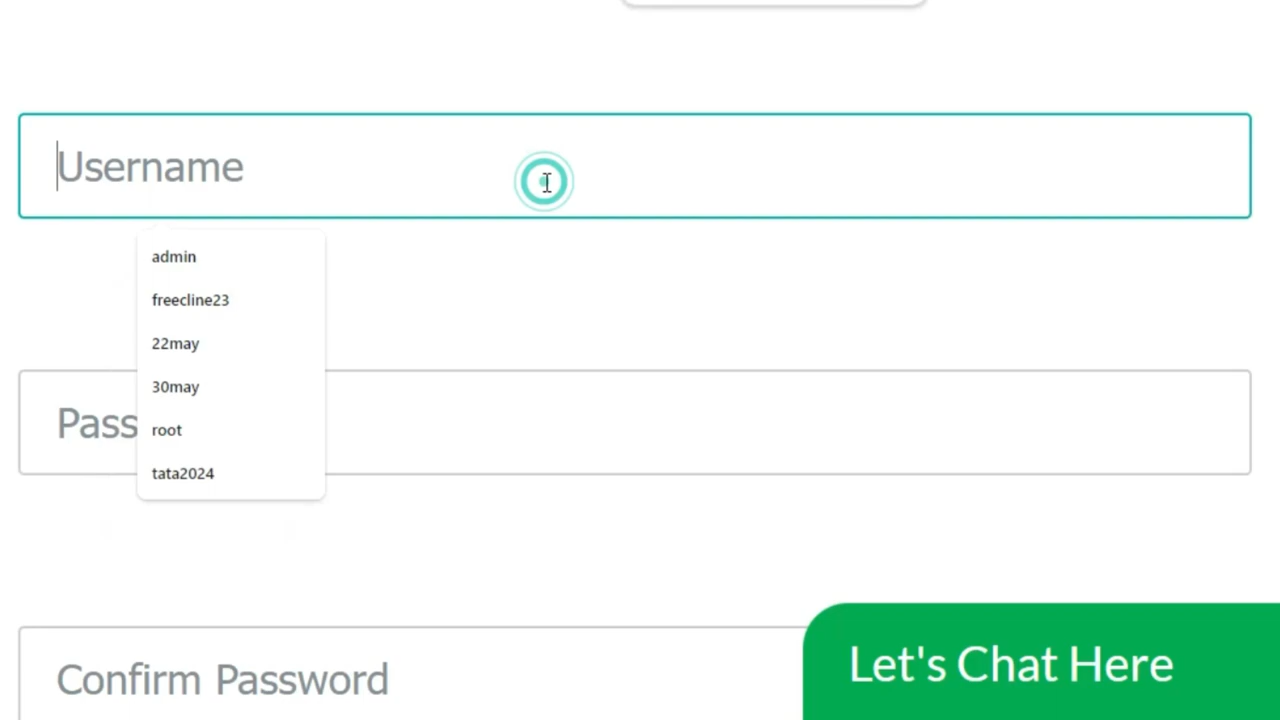 Username
admin
freecline23
22may
30may
Pass
root
tata2024
Confirm Password
Let's Chat Here